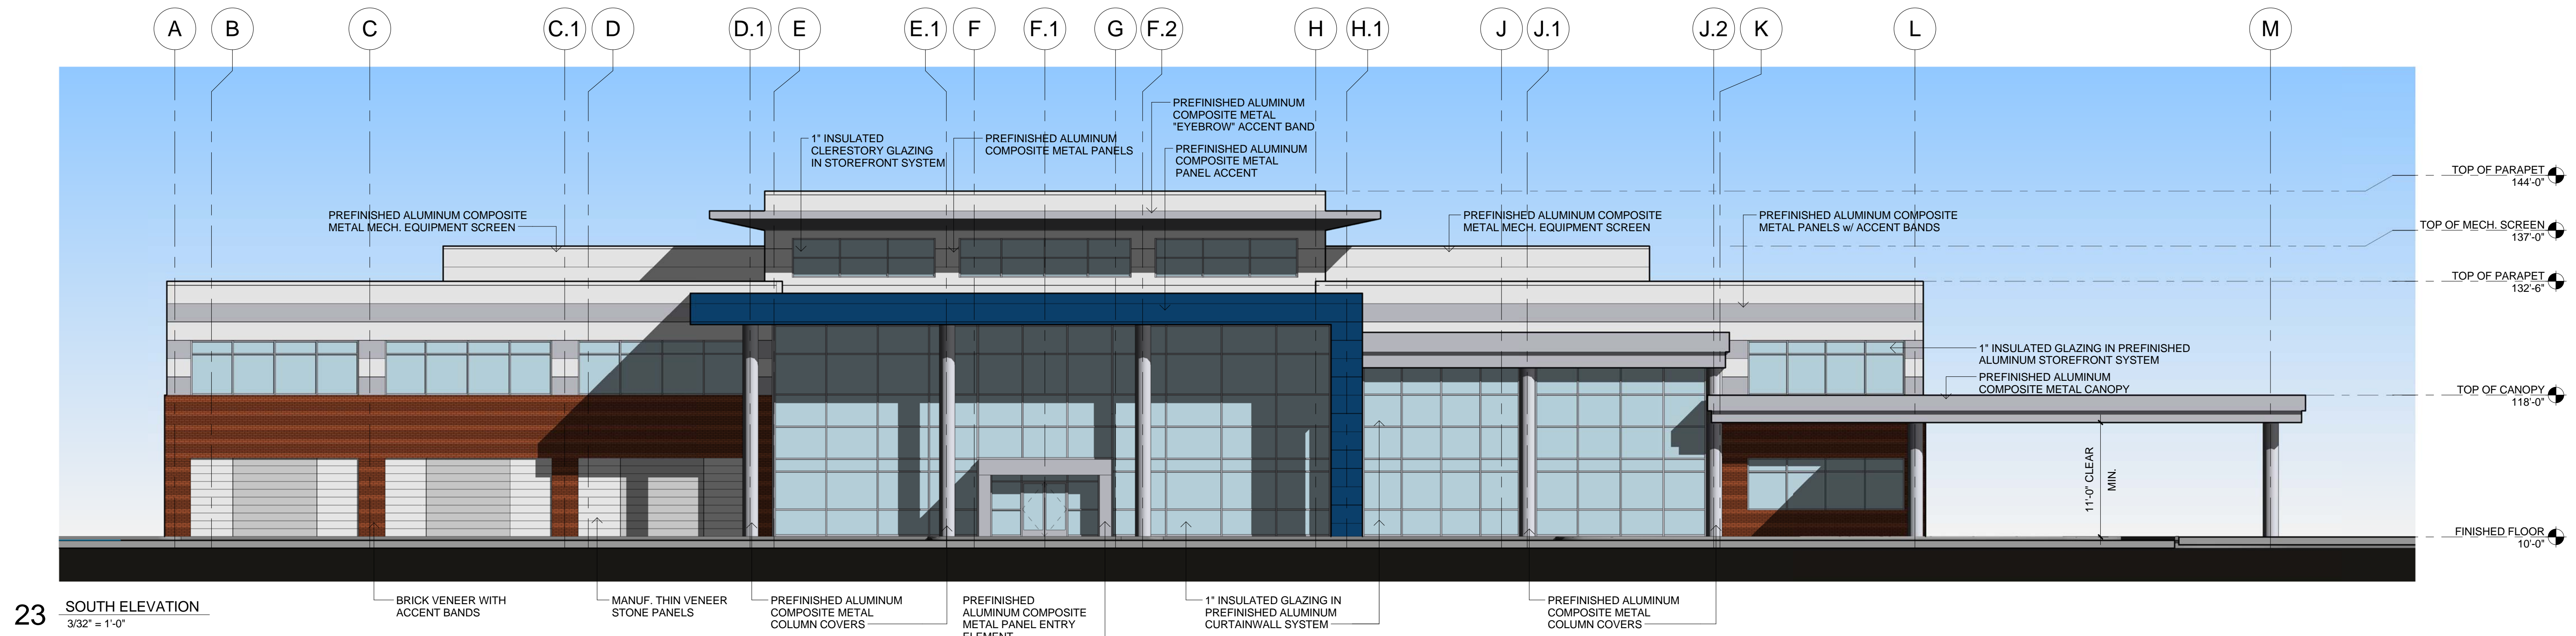 A B C C.1 D D.1 E E.1 F F.1 G F.2 H H.1 J J.1 J.2 K L M
PREFINISHED ALUMINUM
COMPOSITE METAL
"EYEBROW" ACCENT BAND
1" INSULATED
CLERESTORY GLAZING
IN STOREFRONT SYSTEM
PREFINISHED ALUMINUM
COMPOSITE METAL PANELS
PREFINISHED ALUMINUM
COMPOSITE METAL
PANEL ACCENT
TOP OF PARAPET
144'-0"
PREFINISHED ALUMINUM COMPOSITE
METAL MECH. EQUIPMENT SCREEN
PREFINISHED ALUMINUM COMPOSITE
METAL MECH. EQUIPMENT SCREEN
PREFINISHED ALUMINUM COMPOSITE
METAL PANELS w/ ACCENT BANDS
TOP OF MECH. SCREEN
137'-0"
TOP OF PARAPET
132'-6"
1" INSULATED GLAZING IN PREFINISHED
ALUMINUM STOREFRONT SYSTEM
PREFINISHED ALUMINUM
COMPOSITE METAL CANOPY
TOP OF CANOPY
118'-0"
11'-0" CLEAR
MIN.
FINISHED FLOOR
10'-0"
23
SOUTH ELEVATION
3/32" = 1'-0"
BRICK VENEER WITH
ACCENT BANDS
MANUF. THIN VENEER
STONE PANELS
PREFINISHED ALUMINUM
COMPOSITE METAL
COLUMN COVERS
PREFINISHED
ALUMINUM COMPOSITE
METAL PANEL ENTRY
ELEMENT
1" INSULATED GLAZING IN
PREFINISHED ALUMINUM
CURTAINWALL SYSTEM
PREFINISHED ALUMINUM
COMPOSITE METAL
COLUMN COVERS